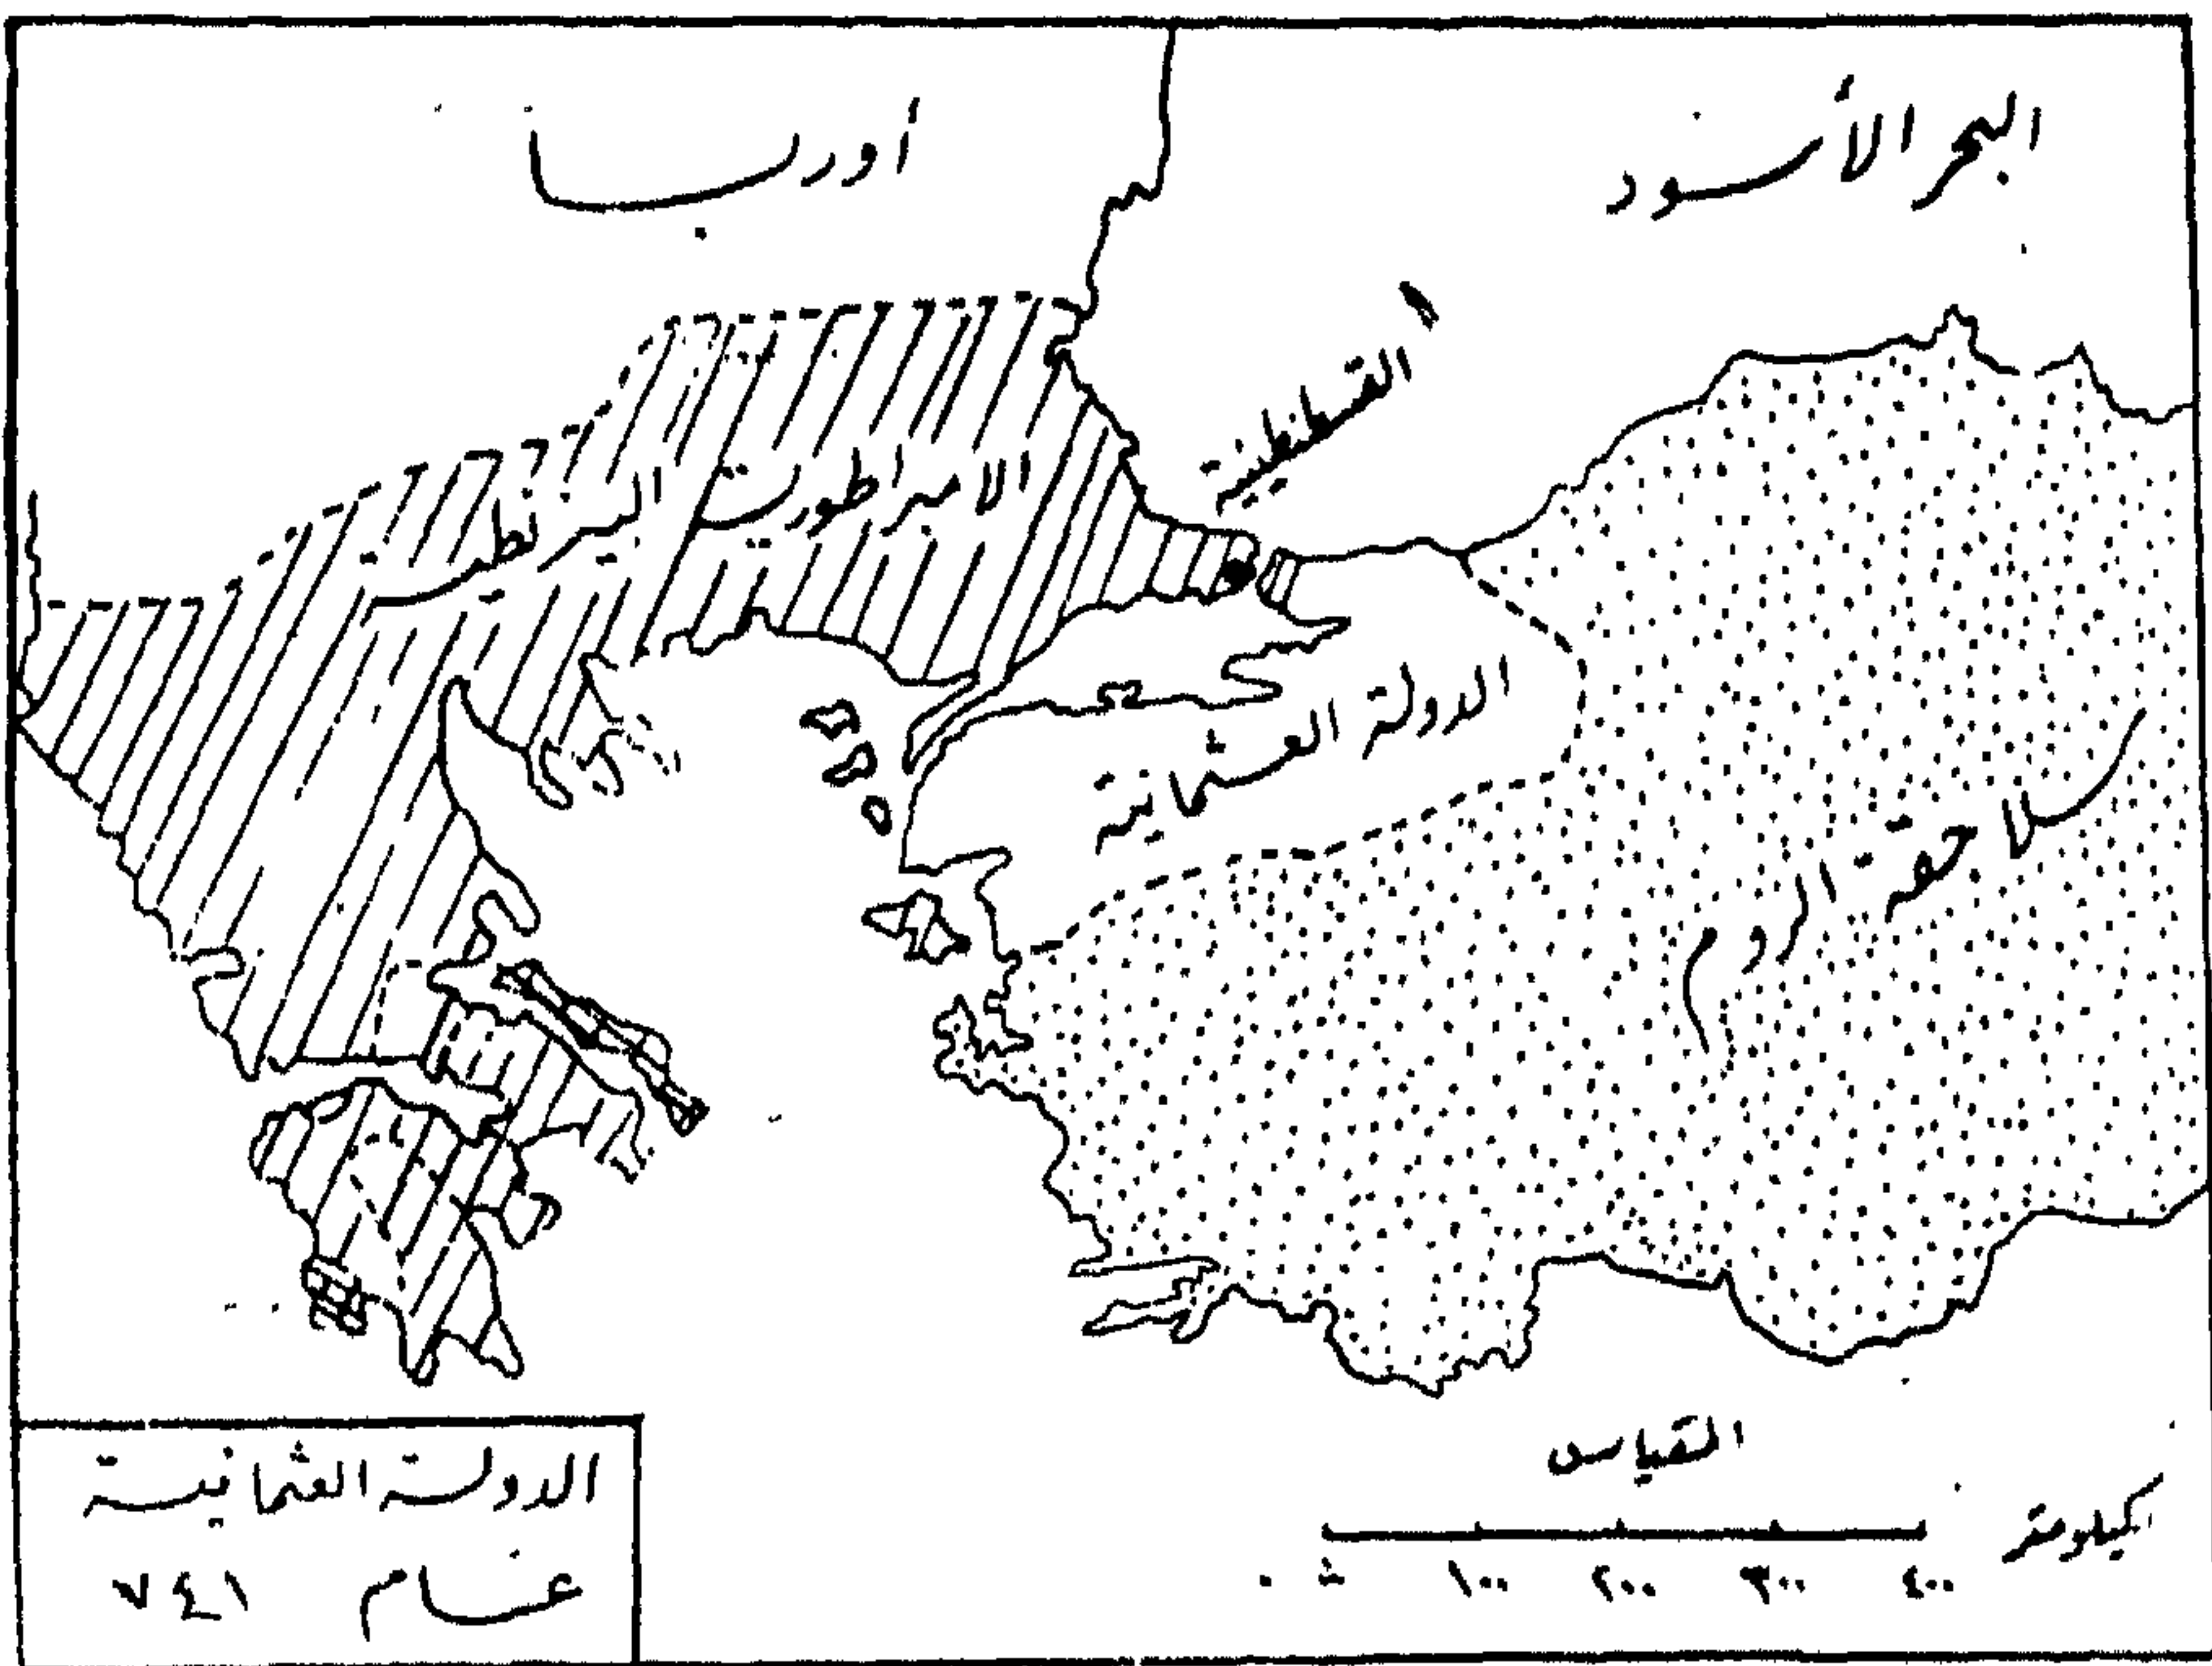 أوربا
البحر الأسود
القسطنطينية
الامبراطورية البيزنطية
الدولة العثمانية
سلاجقة الروم
المقياس
كيلومتر
٠ ١٠٠ ٢٠٠ ٣٠٠ ٤٠٠
الدولة العثمانية
عام ٧٤١